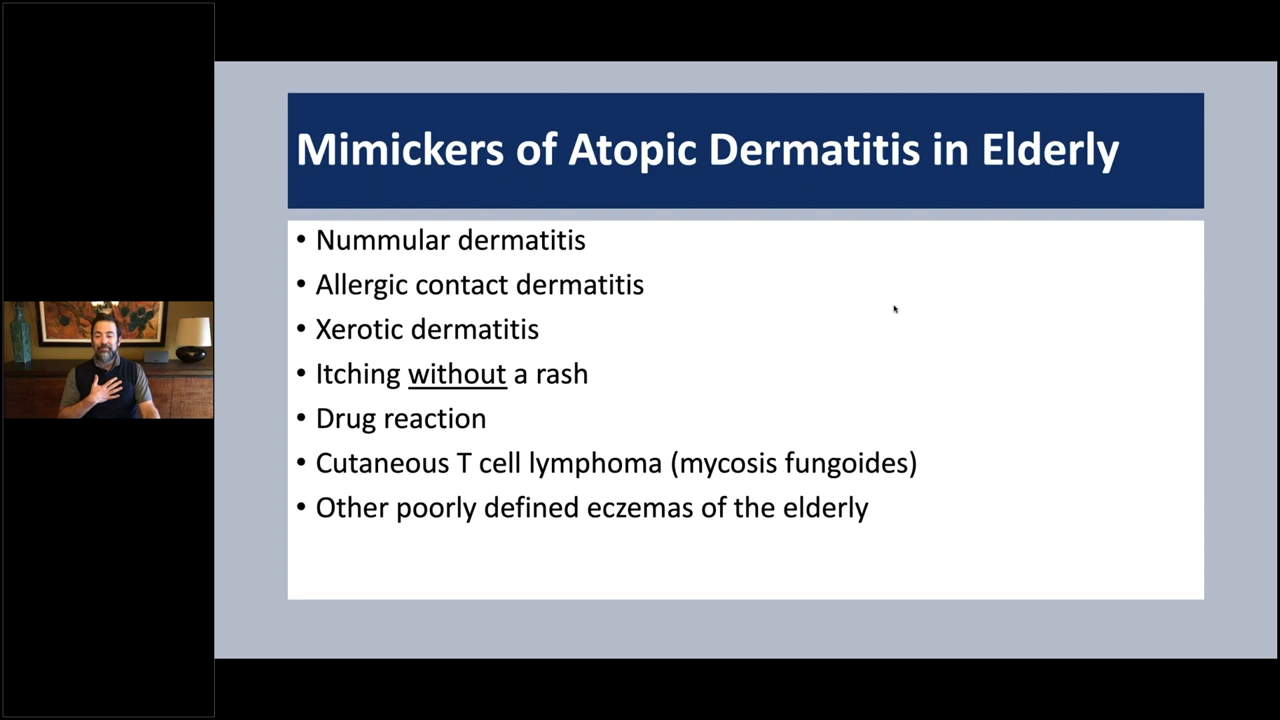 Mimickers of Atopic Dermatitis in Elderly
• Nummular dermatitis
• Allergic contact dermatitis
• Xerotic dermatitis
• Itching without a rash
• Drug reaction
• Cutaneous T cell lymphoma (mycosis fungoides)
• Other poorly defined eczemas of the elderly